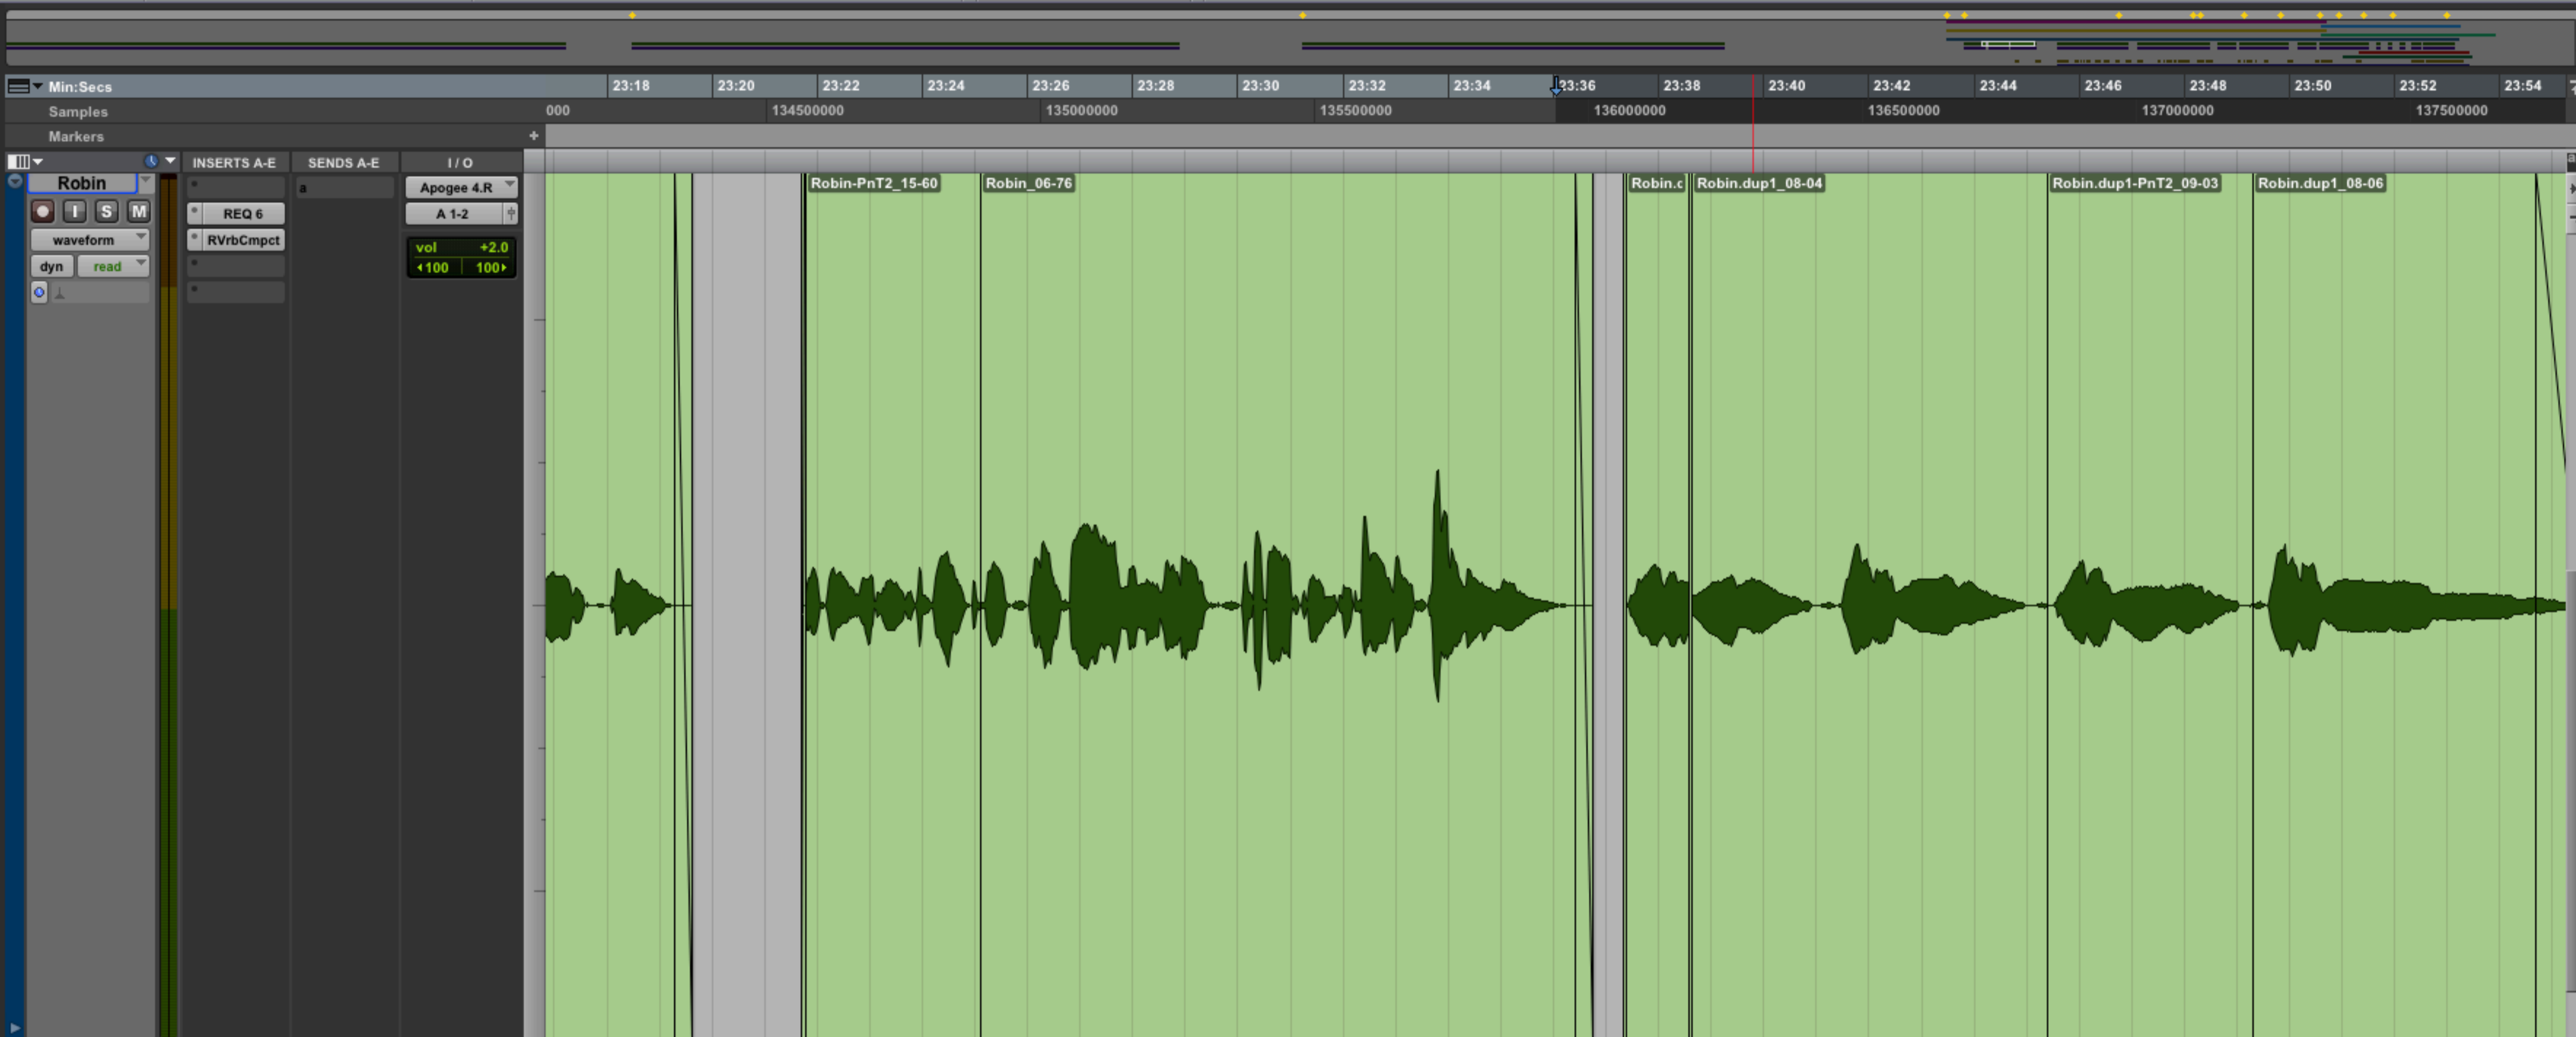 Min:Secs 23:18 23:20 23:22 23:24 23:26 23:28 23:30 23:32 23:34 23:36 23:38 23:40 23:42 23:44 23:46 23:48 23:50 23:52 23:54
Samples 000 134500000 135000000 135500000 136000000 136500000 137000000 137500000
Markers +
INSERTS A-E SENDS A-E I / O
Robin a Apogee 4.R Robin-PnT2_15-60 Robin_06-76 Robin.c Robin.dup1_08-04 Robin.dup1-PnT2_09-03 Robin.dup1_08-06
I S M REQ 6 A 1-2
waveform RVrbCmpct vol +2.0
dyn read 100 100